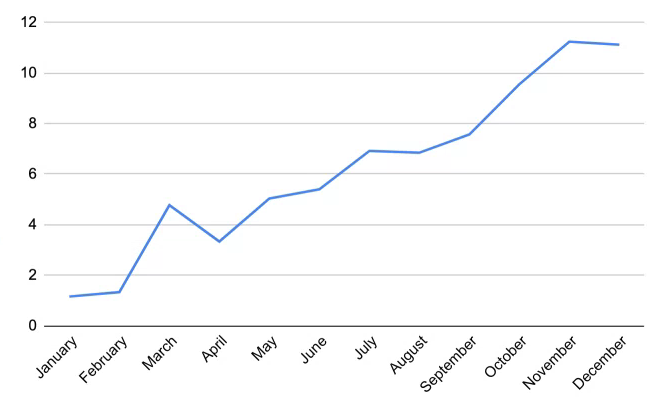 12
10
8
6
4
2
0
January
February
March
April
May
June
July
August
September
October
November
December